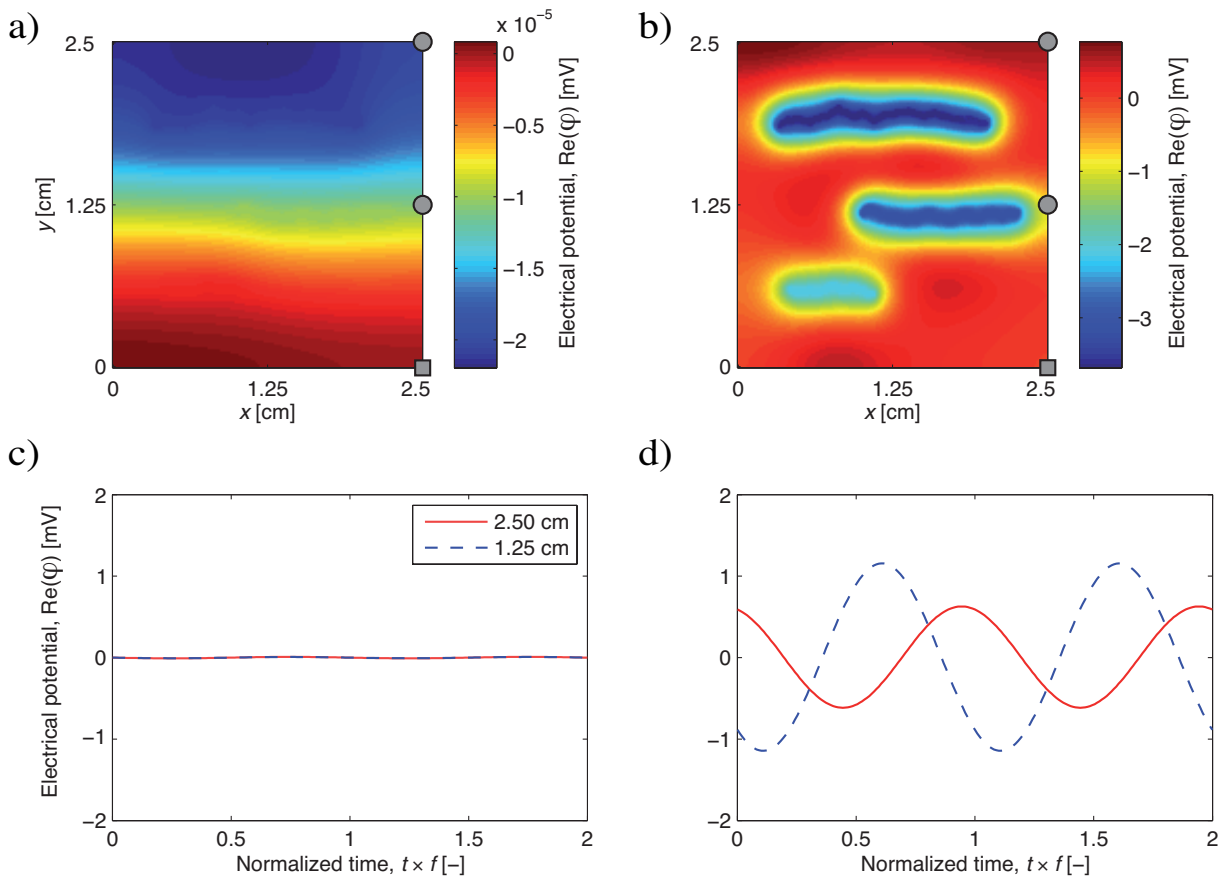 a)
x 10⁻⁵
2.5
1.25
0
y [cm]
0
1.25
2.5
x [cm]
0
−0.5
−1
−1.5
−2
Electrical potential, Re(φ) [mV]
b)
2.5
1.25
0
0
1.25
2.5
x [cm]
0
−1
−2
−3
Electrical potential, Re(φ) [mV]
c)
2
1
0
−1
−2
Electrical potential, Re(φ) [mV]
2.50 cm
1.25 cm
0
0.5
1
1.5
2
Normalized time, t × f [−]
d)
2
1
0
−1
−2
0
0.5
1
1.5
2
Normalized time, t × f [−]